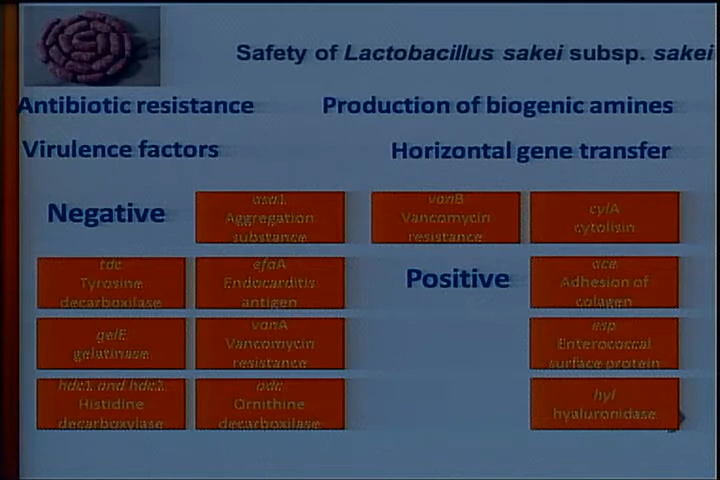 Safety of Lactobacillus sakei subsp. sakei
Antibiotic resistance
Production of biogenic amines
Virulence factors
Horizontal gene transfer
Negative
asa1
Aggregation
substance
vanB
Vancomycin
resistance
cylA
cytolisin
tdc
Tyrosine
decarboxilase
efaA
Endocarditis
antigen
Positive
ace
Adhesion of
colagen
gelE
gelatinase
vanA
Vancomycin
resistance
esp
Enterococcal
surface protein
hdc1 and hdc2
Histidine
decarboxylase
odc
Ornithine
decarboxilase
hyl
hyaluronidase